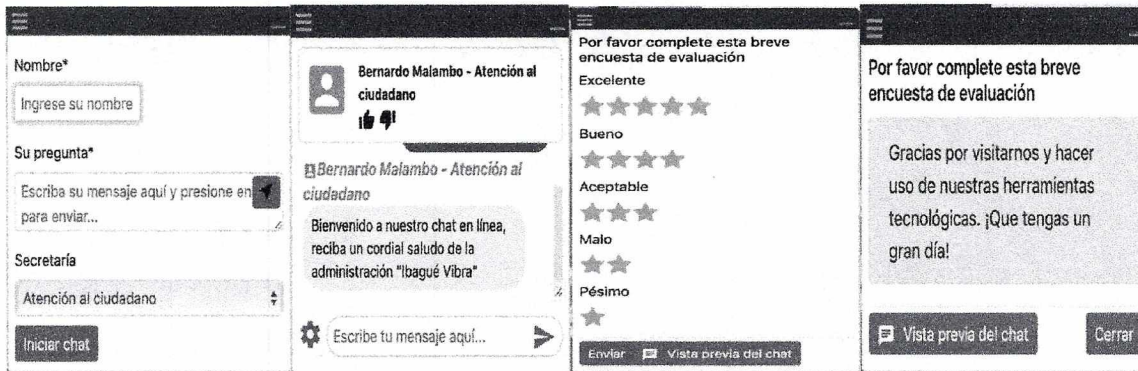 Nombre*
Ingrese su nombre
Su pregunta*
Escriba su mensaje aquí y presione en
para enviar...
Secretaría
Atención al ciudadano
Iniciar chat
Bernardo Malambo - Atención al
ciudadano
Bernardo Malambo - Atención al
ciudadano
Bienvenido a nuestro chat en línea,
reciba un cordial saludo de la
administración "Ibagué Vibra"
Escribe tu mensaje aquí...
Por favor complete esta breve
encuesta de evaluación
Excelente
Bueno
Aceptable
Malo
Pésimo
Enviar Vista previa del chat
Por favor complete esta breve
encuesta de evaluación
Gracias por visitarnos y hacer
uso de nuestras herramientas
tecnológicas. ¡Que tengas un
gran día!
Vista previa del chat Cerrar